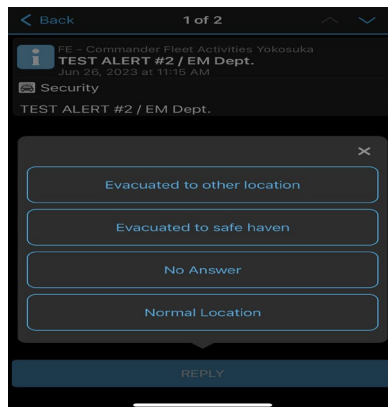 Back
1 of 2
FE - Commander Fleet Activities Yokosuka
TEST ALERT #2 / EM Dept.
Jun 26, 2023 at 11:15 AM
Security
TEST ALERT #2 / EM Dept.
Evacuated to other location
Evacuated to safe haven
No Answer
Normal Location
REPLY